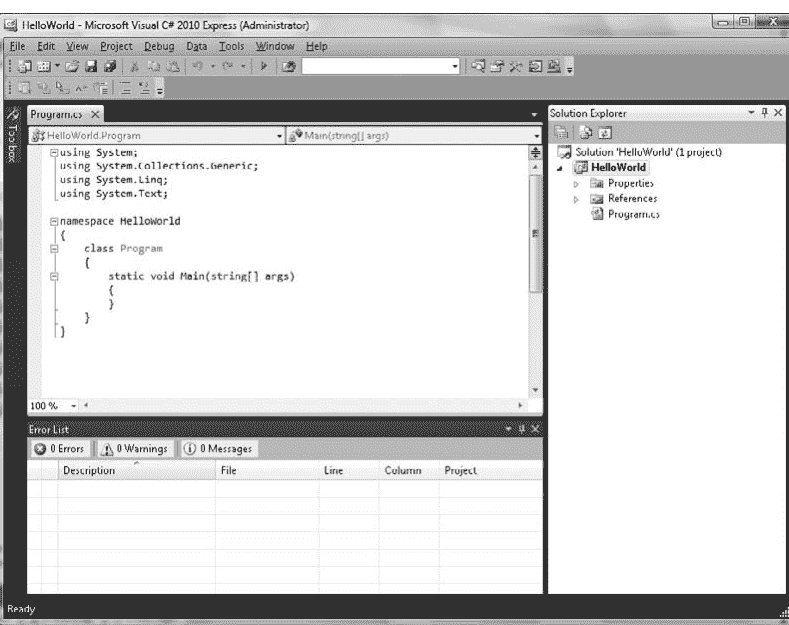 HelloWorld - Microsoft Visual C# 2010 Express (Administrator)
File Edit View Project Debug Data Tools Window Help
Toolbox
Program.cs
HelloWorld.Program
Main(string[] args)
using System;
using System.Collections.Generic;
using System.Linq;
using System.Text;
namespace HelloWorld
{
class Program
{
static void Main(string[] args)
{
}
}
}
100 %
Error List
0 Errors 0 Warnings 0 Messages
Description File Line Column Project
Solution Explorer
Solution 'HelloWorld' (1 project)
HelloWorld
Properties
References
Program.cs
Ready